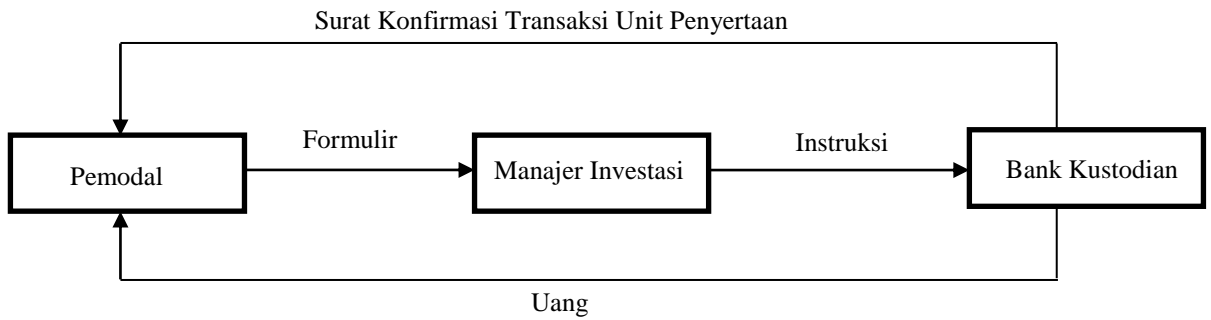 Surat Konfirmasi Transaksi Unit Penyertaan
Formulir
Instruksi
Pemodal
Manajer Investasi
Bank Kustodian
Uang